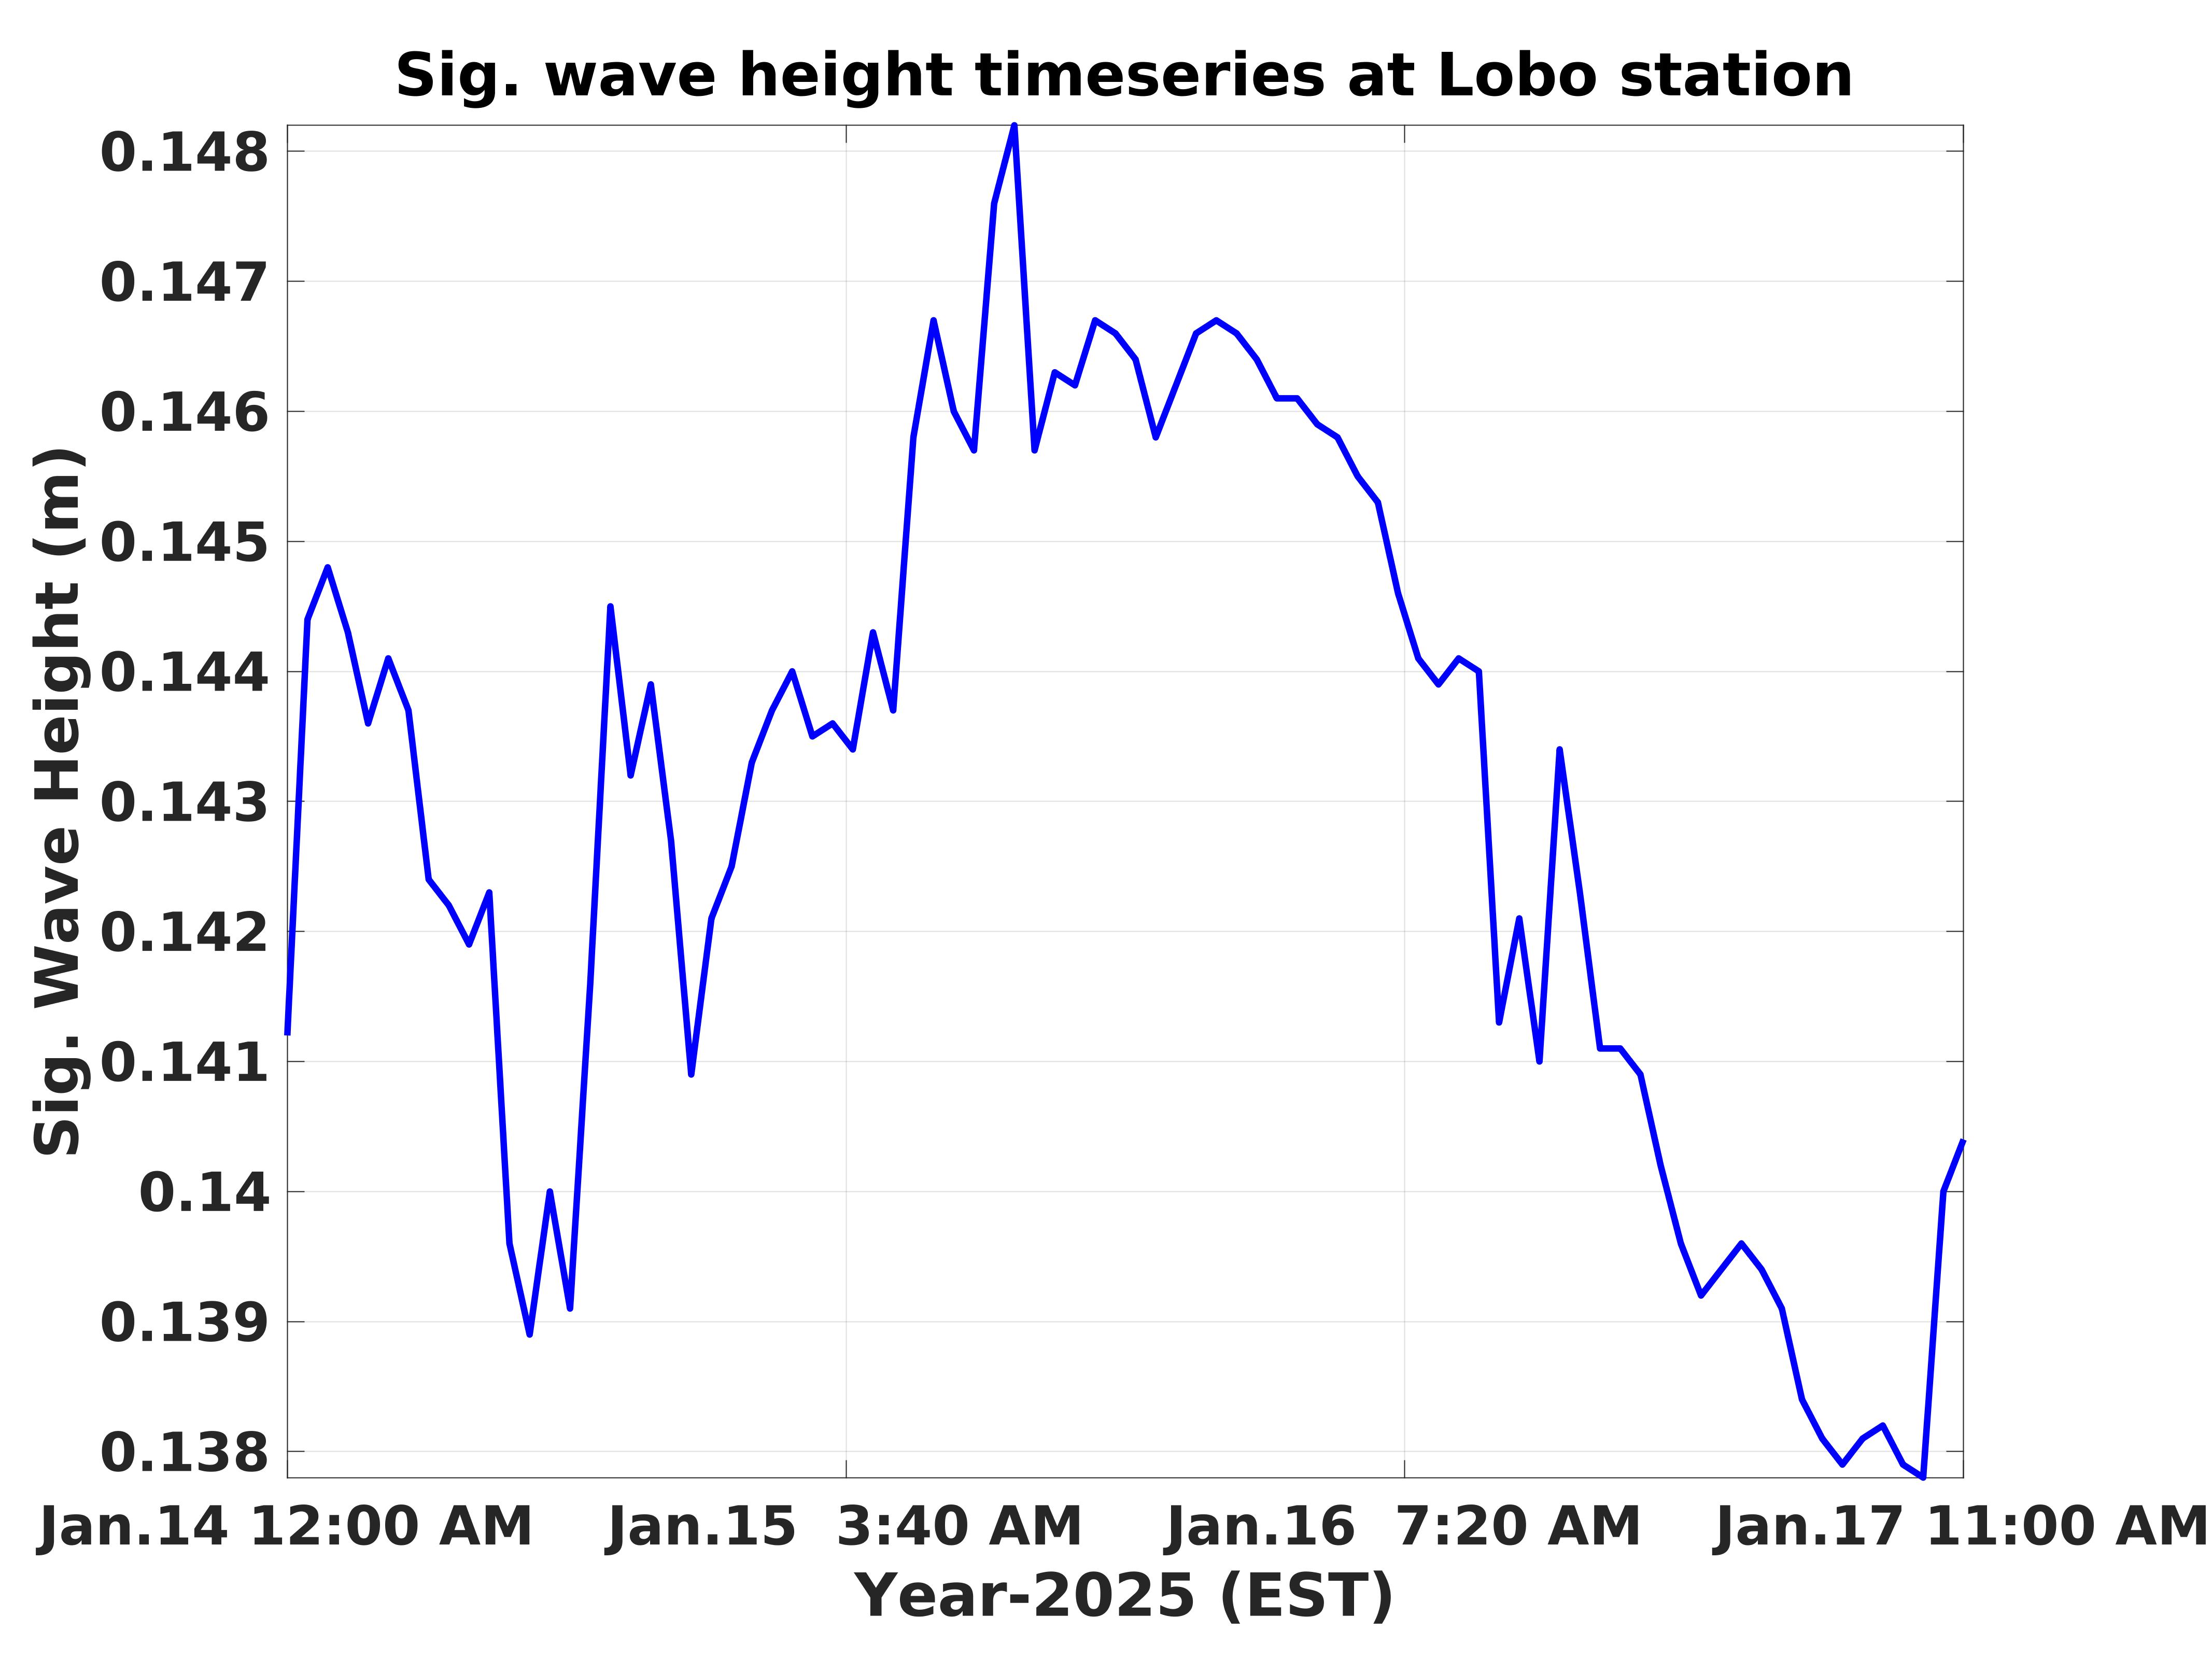 Sig. wave height timeseries at Lobo station
0.148
0.147
0.146
0.145
0.144
0.143
0.142
0.141
0.14
0.139
0.138
Sig. Wave Height (m)
Jan.14 12:00 AM Jan.15 3:40 AM Jan.16 7:20 AM Jan.17 11:00 AM
Year-2025 (EST)